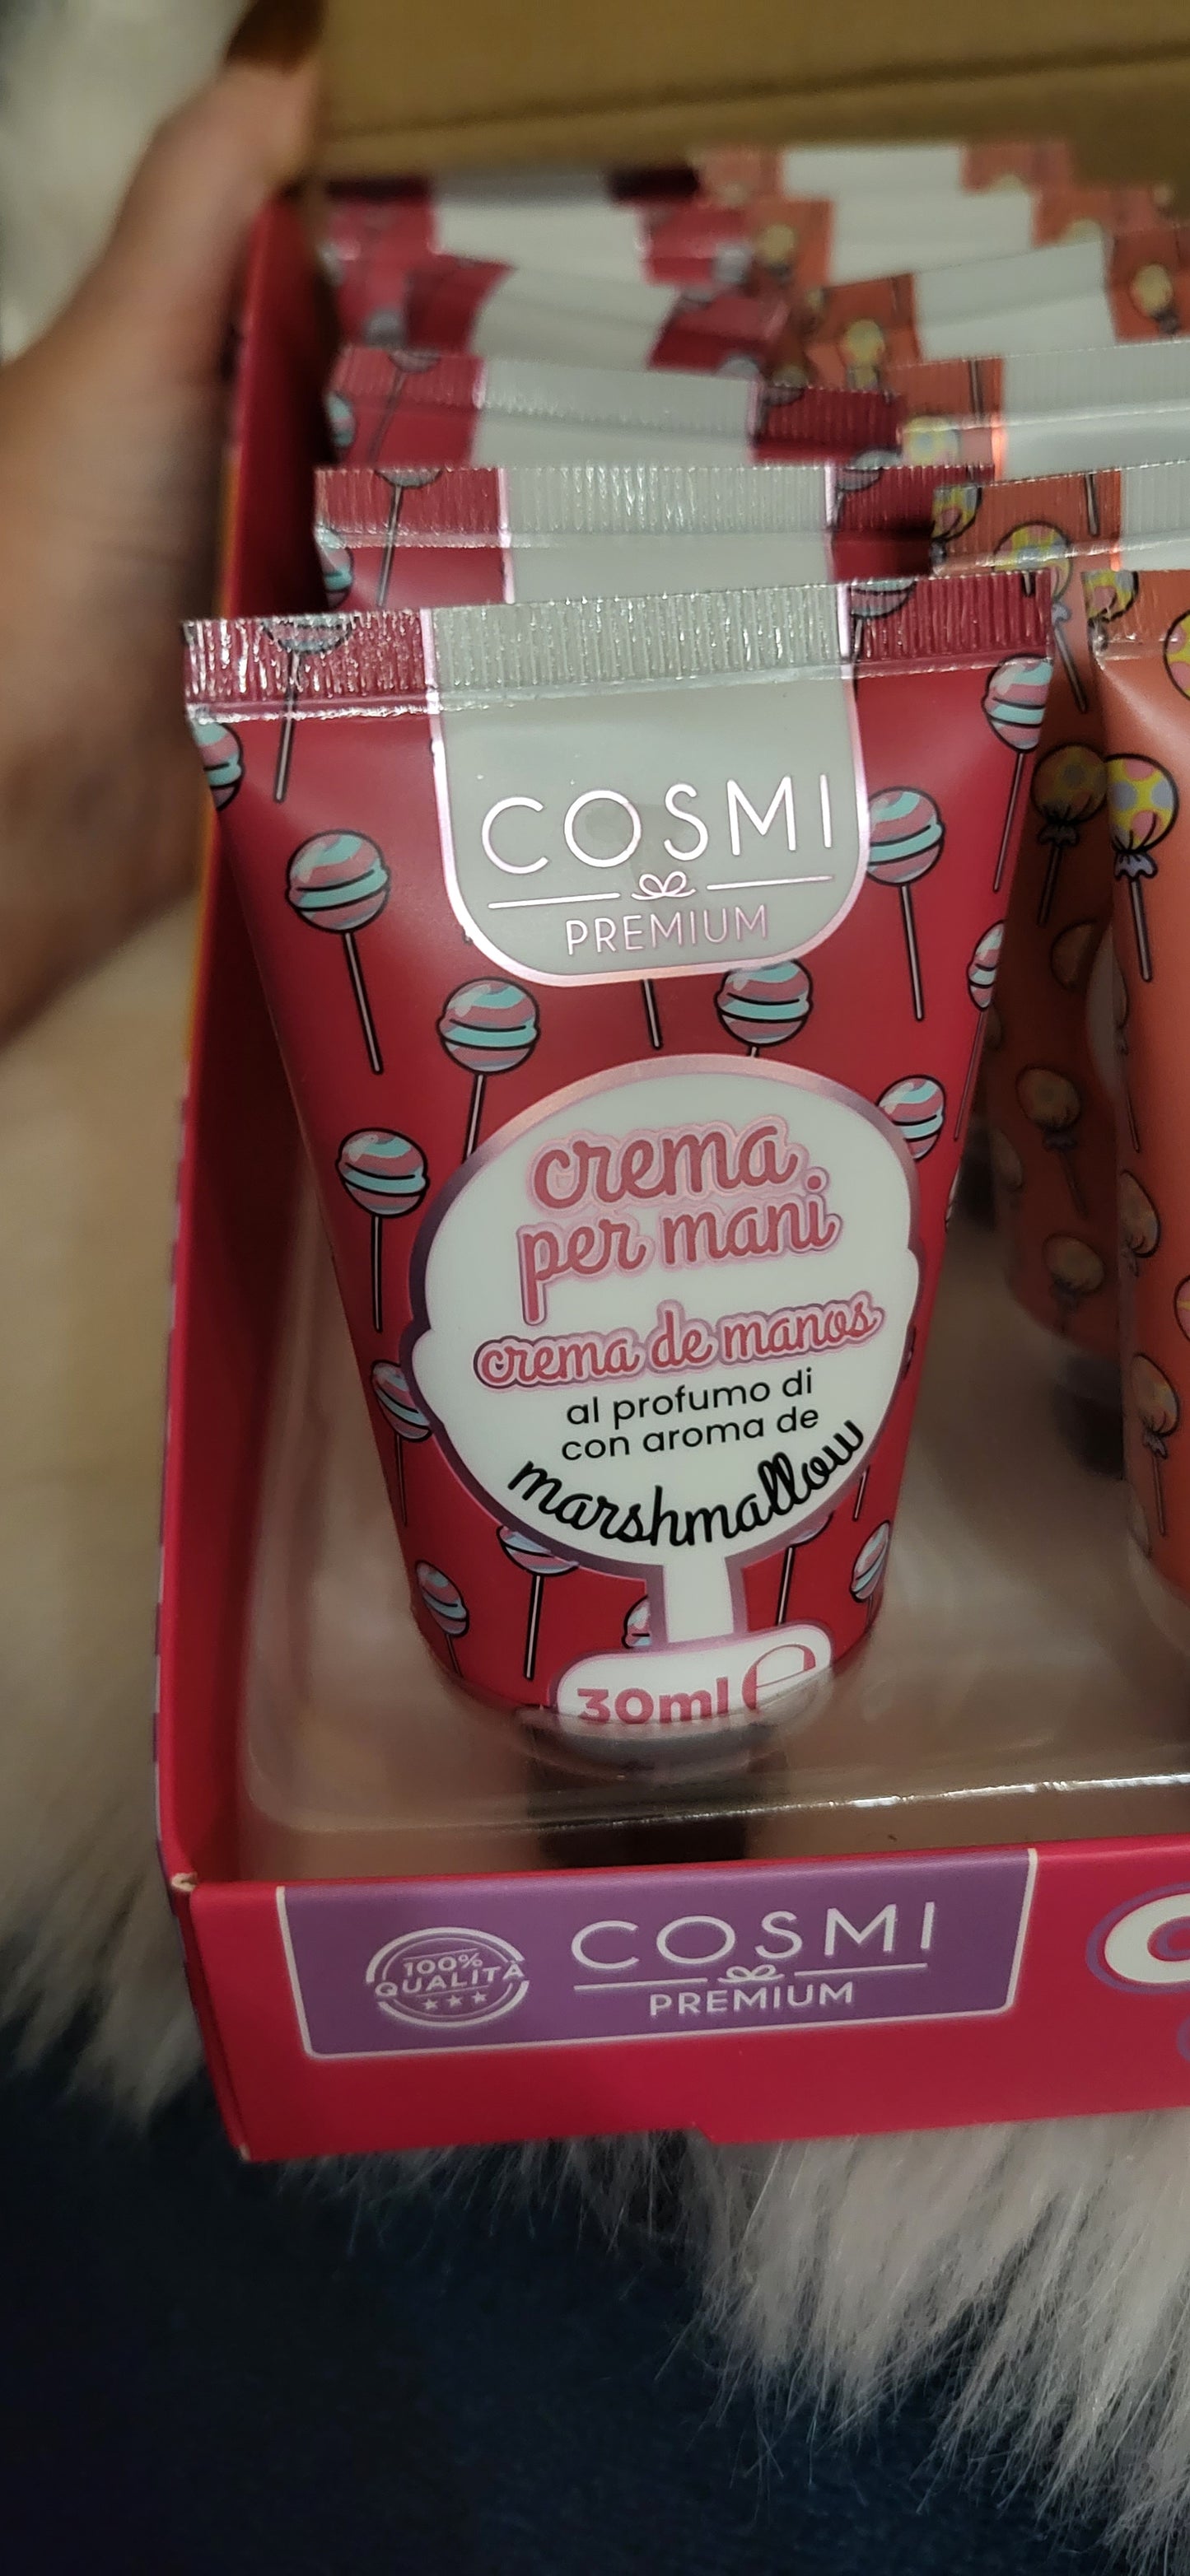 COSMI
PREMIUM
crema
per mani
crema de manos
al profumo di
con aroma de
marshmallow
30ml e
100%
QUALITÀ
COSMI
PREMIUM